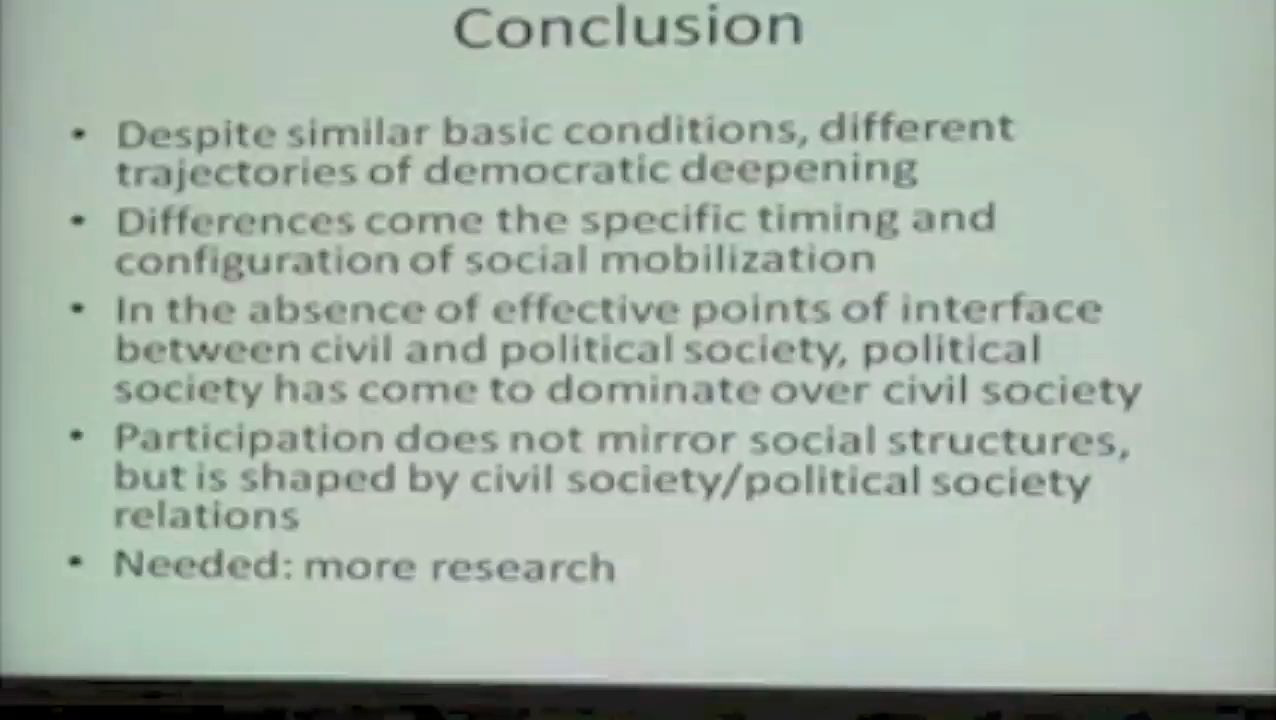 Conclusion
• Despite similar basic conditions, different
trajectories of democratic deepening
• Differences come the specific timing and
configuration of social mobilization
• In the absence of effective points of interface
between civil and political society, political
society has come to dominate over civil society
• Participation does not mirror social structures,
but is shaped by civil society/political society
relations
• Needed: more research